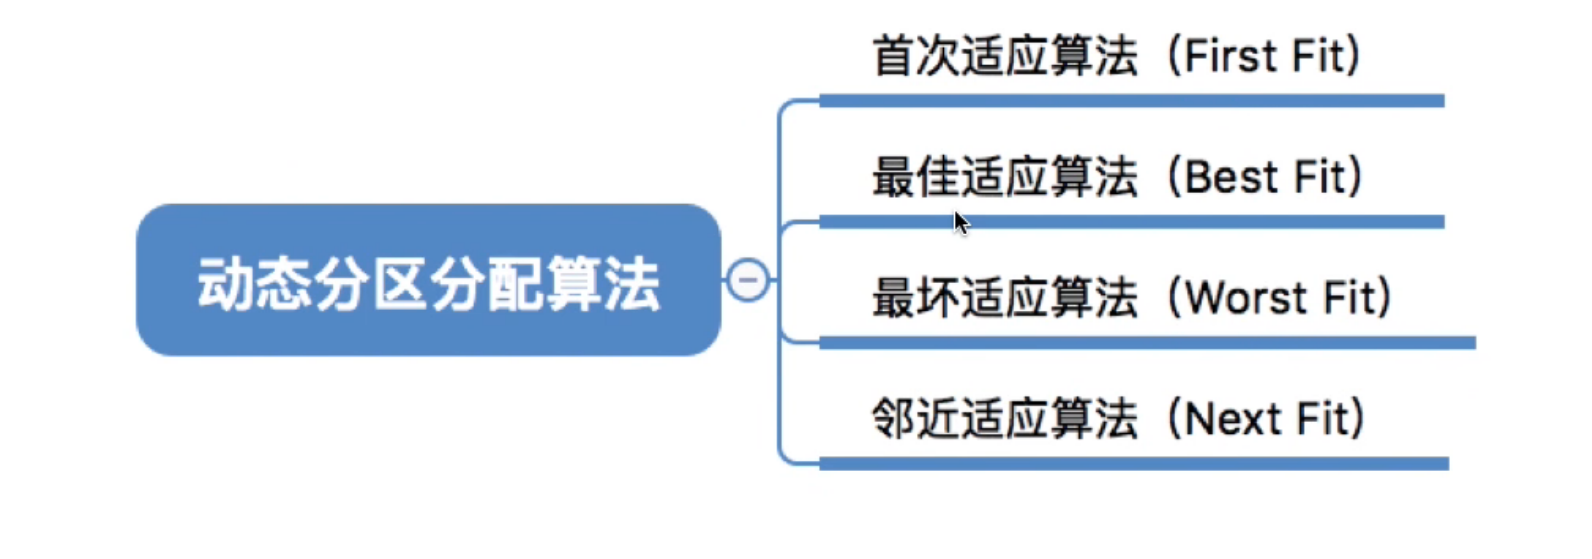 动态分区分配算法
首次适应算法（First Fit）
最佳适应算法（Best Fit）
最坏适应算法（Worst Fit）
邻近适应算法（Next Fit）